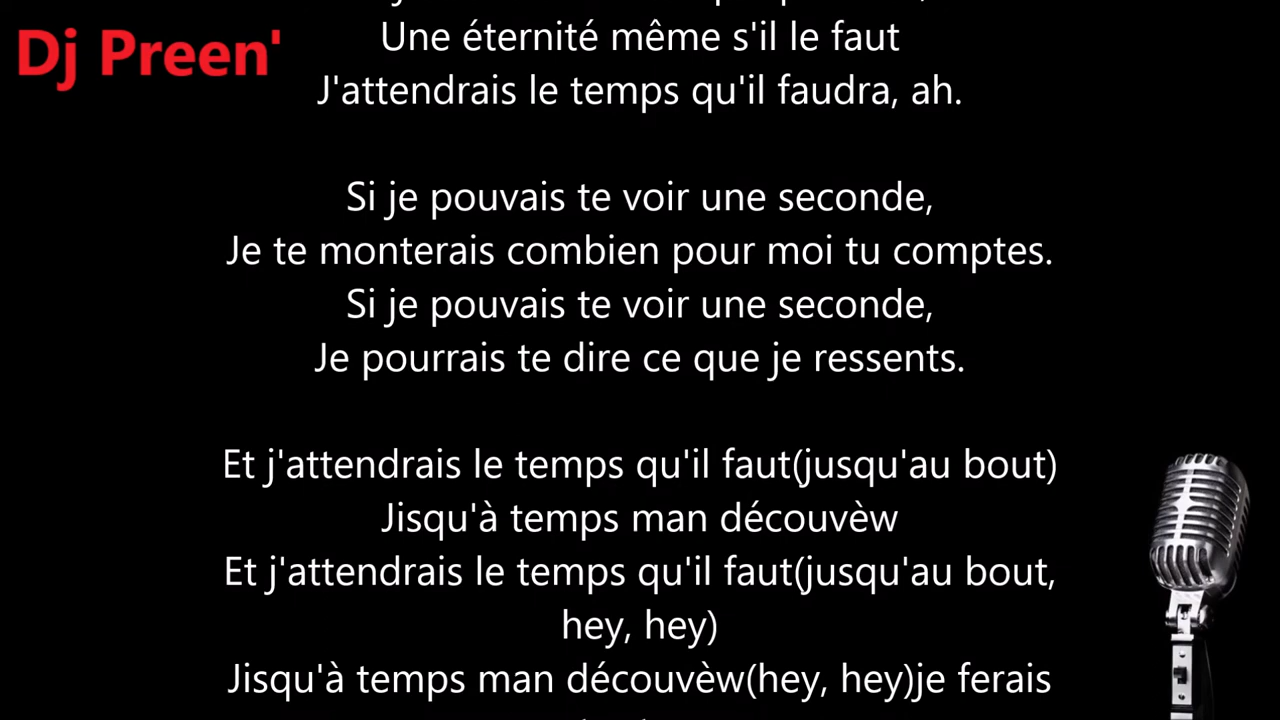 Dj Preen'
Une éternité même s'il le faut
J'attendrais le temps qu'il faudra, ah.
Si je pouvais te voir une seconde,
Je te monterais combien pour moi tu comptes.
Si je pouvais te voir une seconde,
Je pourrais te dire ce que je ressents.
Et j'attendrais le temps qu'il faut(jusqu'au bout)
Jisqu'à temps man découvèw
Et j'attendrais le temps qu'il faut(jusqu'au bout,
hey, hey)
Jisqu'à temps man découvèw(hey, hey)je ferais